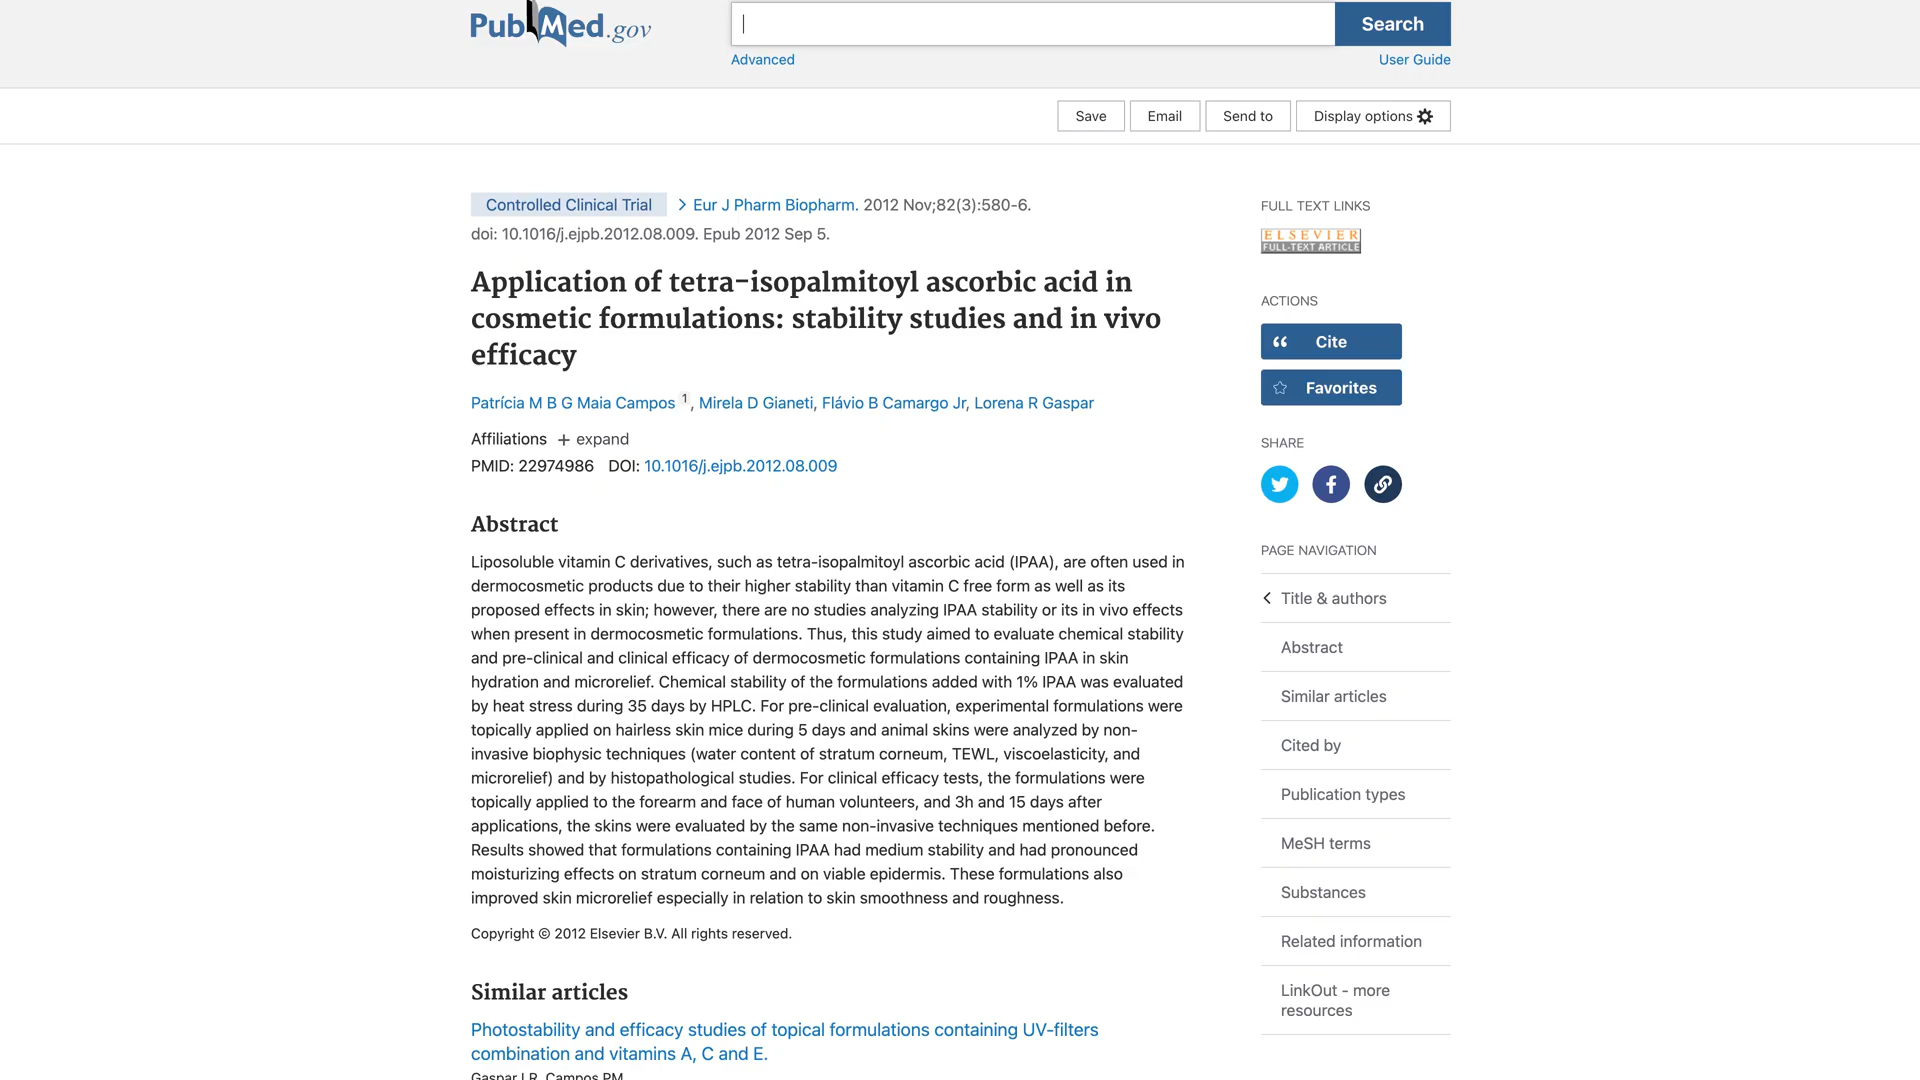 PubMed.gov
Search
Advanced
User Guide
Save
Email
Send to
Display options
Controlled Clinical Trial
Eur J Pharm Biopharm. 2012 Nov;82(3):580-6.
doi: 10.1016/j.ejpb.2012.08.009. Epub 2012 Sep 5.
Application of tetra-isopalmitoyl ascorbic acid in
cosmetic formulations: stability studies and in vivo
efficacy
Patrícia M B G Maia Campos 1, Mirela D Gianeti, Flávio B Camargo Jr, Lorena R Gaspar
Affiliations + expand
PMID: 22974986 DOI: 10.1016/j.ejpb.2012.08.009
Abstract
Liposoluble vitamin C derivatives, such as tetra-isopalmitoyl ascorbic acid (IPAA), are often used in
dermocosmetic products due to their higher stability than vitamin C free form as well as its
proposed effects in skin; however, there are no studies analyzing IPAA stability or its in vivo effects
when present in dermocosmetic formulations. Thus, this study aimed to evaluate chemical stability
and pre-clinical and clinical efficacy of dermocosmetic formulations containing IPAA in skin
hydration and microrelief. Chemical stability of the formulations added with 1% IPAA was evaluated
by heat stress during 35 days by HPLC. For pre-clinical evaluation, experimental formulations were
topically applied on hairless skin mice during 5 days and animal skins were analyzed by non-
invasive biophysic techniques (water content of stratum corneum, TEWL, viscoelasticity, and
microrelief) and by histopathological studies. For clinical efficacy tests, the formulations were
topically applied to the forearm and face of human volunteers, and 3h and 15 days after
applications, the skins were evaluated by the same non-invasive techniques mentioned before.
Results showed that formulations containing IPAA had medium stability and had pronounced
moisturizing effects on stratum corneum and on viable epidermis. These formulations also
improved skin microrelief especially in relation to skin smoothness and roughness.
Copyright © 2012 Elsevier B.V. All rights reserved.
Similar articles
Photostability and efficacy studies of topical formulations containing UV-filters
combination and vitamins A, C and E.
Gaspar LR, Campos PM.
FULL TEXT LINKS
ELSEVIER
FULL-TEXT ARTICLE
ACTIONS
Cite
Favorites
SHARE
PAGE NAVIGATION
Title & authors
Abstract
Similar articles
Cited by
Publication types
MeSH terms
Substances
Related information
LinkOut - more
resources